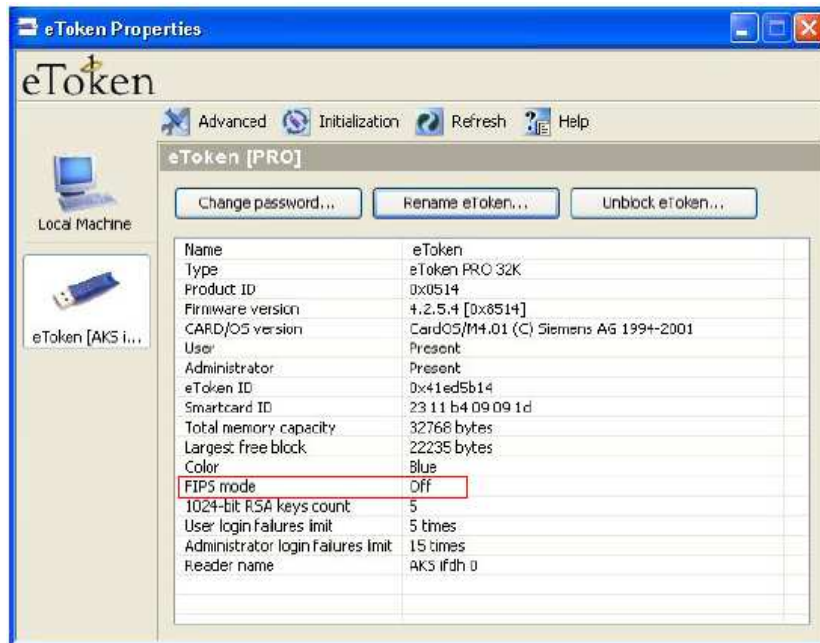 eToken Properties
eToken
Advanced Initialization Refresh Help
eToken [PRO]
Local Machine
eToken [AKS i...
Change password... Rename eToken... Unblock eToken...
Name eToken
Type eToken PRO 32K
Product ID 0x0514
Firmware version 4.2.5.4 [0x8514]
CARD/OS version CardOS/M4.01 (C) Siemens AG 1994-2001
User Present
Administrator Present
eToken ID 0x41ed5b14
Smartcard ID 23 11 b4 09 09 1d
Total memory capacity 32768 bytes
Largest free block 22235 bytes
Color Blue
FIPS mode Off
1024-bit RSA keys count 5
User login failures limit 5 times
Administrator login failures limit 15 times
Reader name AKS ifdh 0